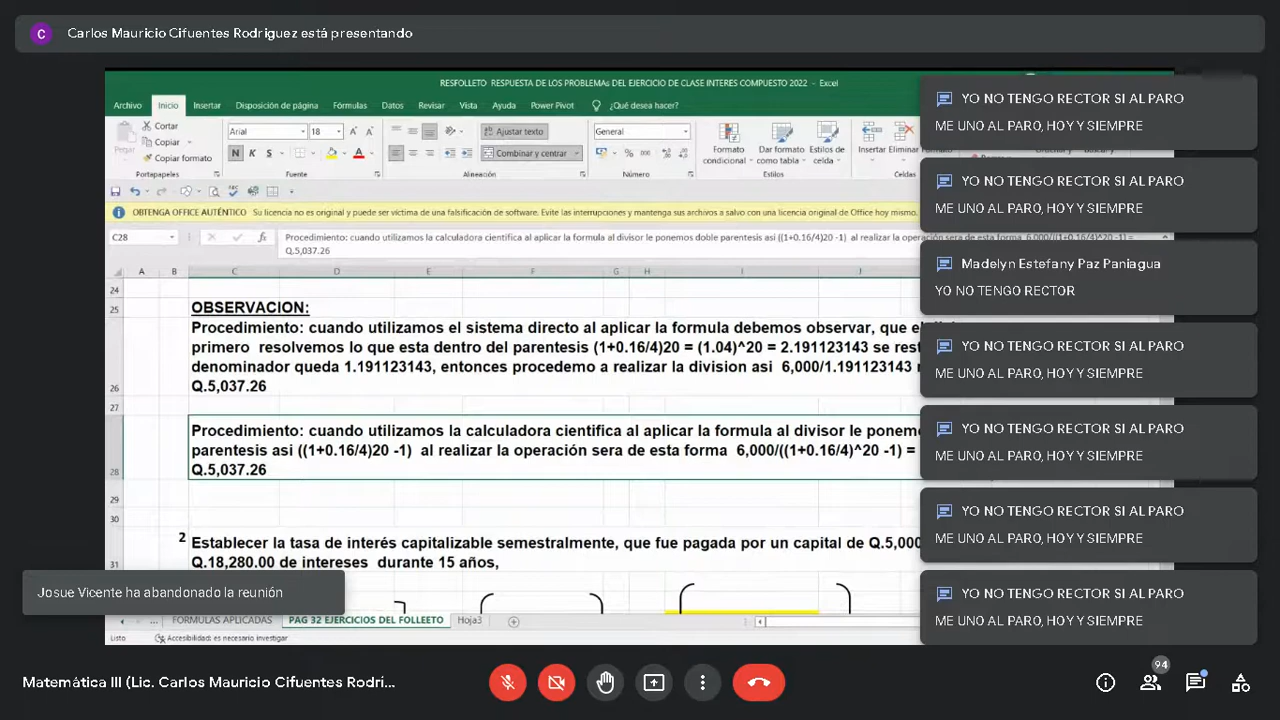 C
Carlos Mauricio Cifuentes Rodriguez está presentando
RESFOLLETO RESPUESTA DE LOS PROBLEMAs DEL EJERCICIO DE CLASE INTERES COMPUESTO 2022 - Excel
Archivo Inicio Insertar Disposición de página Fórmulas Datos Revisar Vista Ayuda Power Pivot ¿Qué desea hacer?
Cortar
Copiar
Copiar formato
Pegar
Portapapeles
Arial 18
N K S
Fuente
Ajustar texto
Combinar y centrar
Alineación
General
% 000
Número
Formato condicional
Dar formato como tabla
Estilos de celda
Estilos
Insertar Eliminar
Celdas
OBTENGA OFFICE AUTÉNTICO Su licencia no es original y puede ser víctima de una falsificación de software. Evite las interrupciones y mantenga sus archivos a salvo con una licencia original de Office hoy mismo.
C28 fx Procedimiento: cuando utilizamos la calculadora cientifica al aplicar la formula al divisor le ponemos doble parentesis asi ((1+0.16/4)20 -1) al realizar la operación sera de esta forma 6,000/((1+0.16/4)^20 -1) =
Q.5,037.26
A B C D E F G H I J
24
25 OBSERVACION:
Procedimiento: cuando utilizamos el sistema directo al aplicar la formula debemos observar, que el
primero resolvemos lo que esta dentro del parentesis (1+0.16/4)20 = (1.04)^20 = 2.191123143 se rest
denominador queda 1.191123143, entonces procedemo a realizar la division asi 6,000/1.191123143
26 Q.5,037.26
27
Procedimiento: cuando utilizamos la calculadora cientifica al aplicar la formula al divisor le poneme
parentesis asi ((1+0.16/4)20 -1) al realizar la operación sera de esta forma 6,000/((1+0.16/4)^20 -1) =
28 Q.5,037.26
29
30
2 Establecer la tasa de interés capitalizable semestralmente, que fue pagada por un capital de Q.5,000
31 Q.18,280.00 de intereses durante 15 años,
... FORMULAS APLICADAS PAG 32 EJERCICIOS DEL FOLLEETO Hoja3
Listo Accesibilidad: es necesario investigar
YO NO TENGO RECTOR SI AL PARO
ME UNO AL PARO, HOY Y SIEMPRE
YO NO TENGO RECTOR SI AL PARO
ME UNO AL PARO, HOY Y SIEMPRE
Madelyn Estefany Paz Paniagua
YO NO TENGO RECTOR
YO NO TENGO RECTOR SI AL PARO
ME UNO AL PARO, HOY Y SIEMPRE
YO NO TENGO RECTOR SI AL PARO
ME UNO AL PARO, HOY Y SIEMPRE
YO NO TENGO RECTOR SI AL PARO
ME UNO AL PARO, HOY Y SIEMPRE
YO NO TENGO RECTOR SI AL PARO
ME UNO AL PARO, HOY Y SIEMPRE
Josue Vicente ha abandonado la reunión
Matemática III (Lic. Carlos Mauricio Cifuentes Rodrí...
94